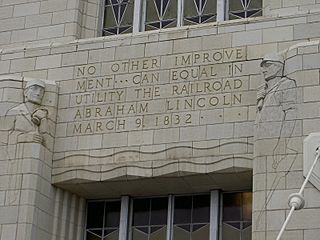 NO OTHER IMPROVE
MENT... CAN EQUAL IN
UTILITY THE RAILROAD
ABRAHAM LINCOLN
MARCH 9, 1832